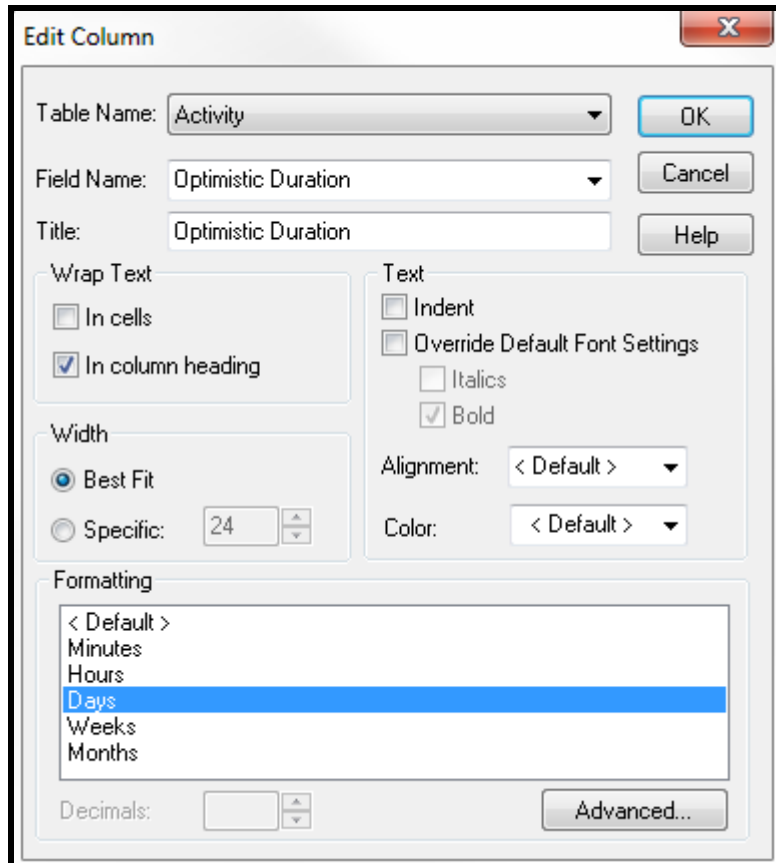 Edit Column
Table Name: Activity OK
Field Name: Optimistic Duration Cancel
Title: Optimistic Duration Help
Wrap Text
In cells
In column heading
Text
Indent
Override Default Font Settings
Italics
Bold
Alignment: < Default >
Color: < Default >
Width
Best Fit
Specific: 24
Formatting
< Default >
Minutes
Hours
Days
Weeks
Months
Decimals:
Advanced...